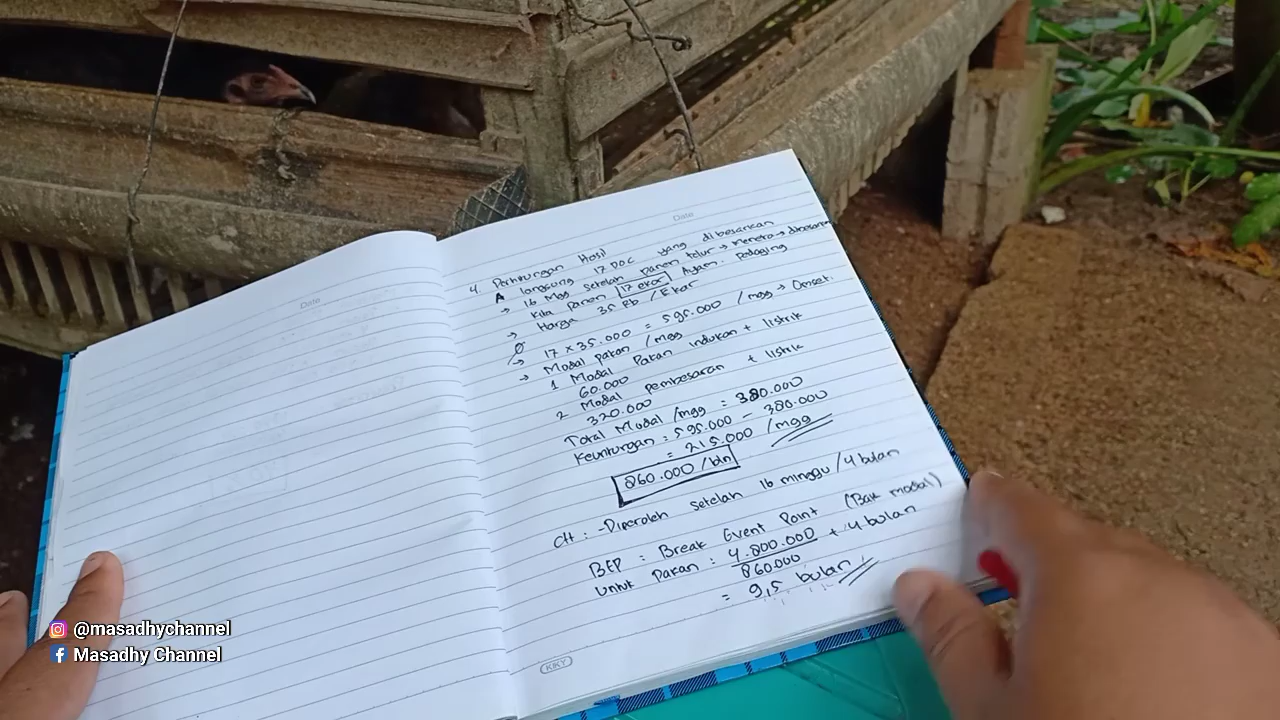 Date
Date
4. Perhitungan Hasil
A langsung 17 DOC yang dibesarkan
→ 16 Mgg setelah panen telur → menetas → dibesarkan
→ Kita Panen 17 ekor Ayam pedaging
→ Harga 35 Rb / Ekor
→ 17 x 35.000 = 595.000 /mgg → Omset.
→ Modal pakan /mgg
1 Modal Pakan indukan + listrik
60.000
2 Modal pembesaran + listrik
320.000
Total Modal /mgg = 380.000
Keuntungan = 595.000 - 380.000
= 215.000 /mgg
860.000 /bln
Ctt : - Diperoleh setelah 16 minggu / 4 bulan
BEP = Break Event Point (Bak modal)
Untuk Pakan = 4.800.000 + 4 bulan
860.000
= 9,5 bulan
KIKY
@masadhychannel
Masadhy Channel